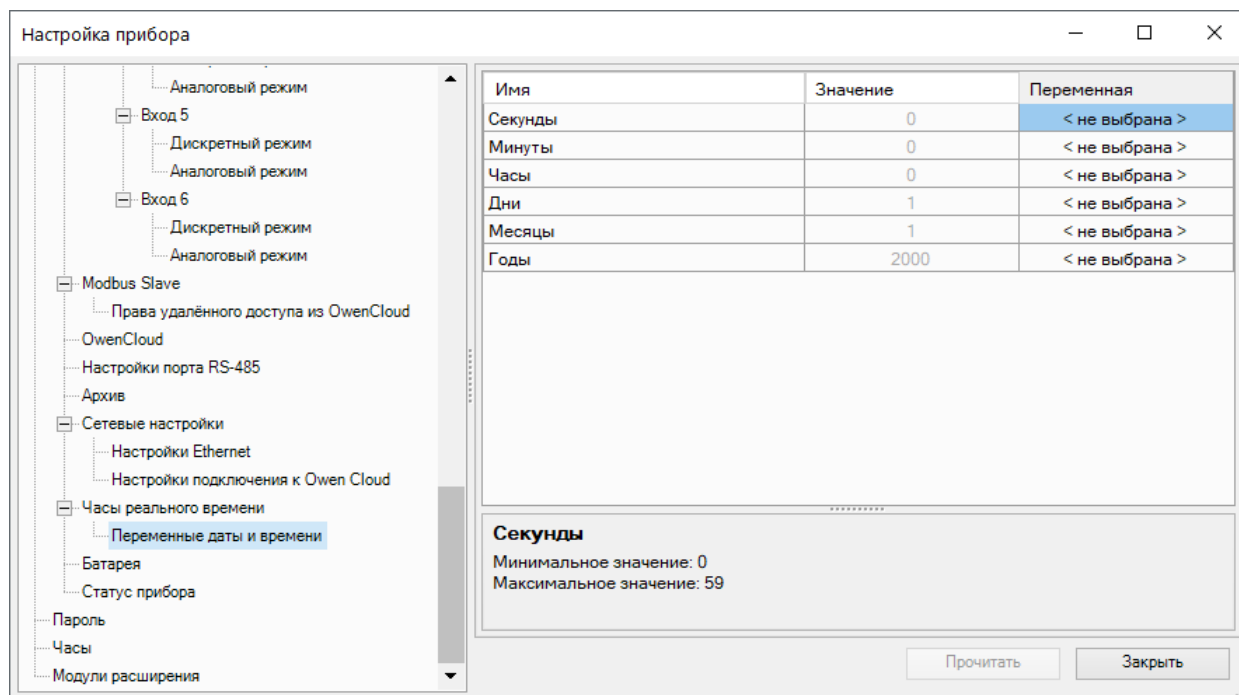 Настройка прибора
Аналоговый режим
Вход 5
Дискретный режим
Аналоговый режим
Вход 6
Дискретный режим
Аналоговый режим
Modbus Slave
Права удалённого доступа из OwenCloud
OwenCloud
Настройки порта RS-485
Архив
Сетевые настройки
Настройки Ethernet
Настройки подключения к Owen Cloud
Часы реального времени
Переменные даты и времени
Батарея
Статус прибора
Пароль
Часы
Модули расширения
Имя Значение Переменная
Секунды 0 < не выбрана >
Минуты 0 < не выбрана >
Часы 0 < не выбрана >
Дни 1 < не выбрана >
Месяцы 1 < не выбрана >
Годы 2000 < не выбрана >
Секунды
Минимальное значение: 0
Максимальное значение: 59
Прочитать Закрыть